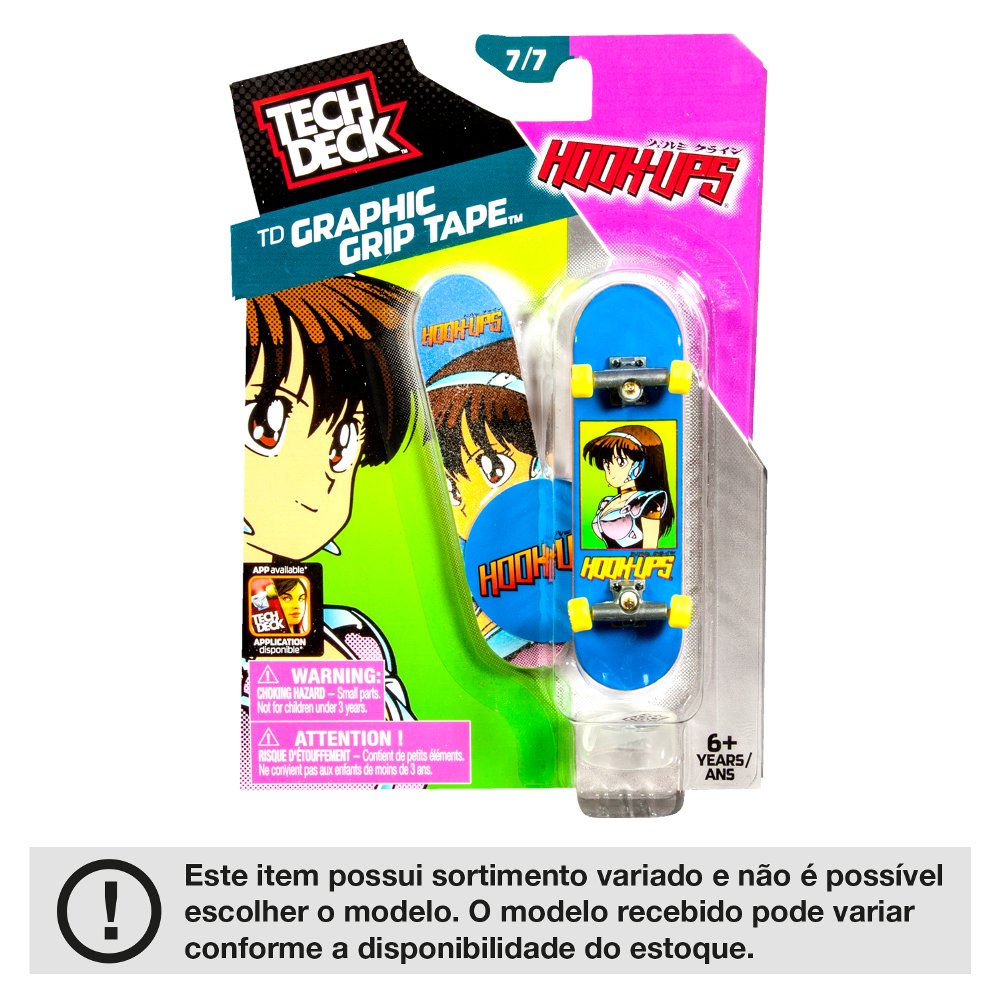 7/7
TECH
DECK™
TD GRAPHIC
GRIP TAPE™
HOOK-UPS®
HOOK-UPS
HOOK-U
HOOK-UPS
APP available*
TECH
DECK
APPLICATION
disponible*
⚠ WARNING:
CHOKING HAZARD – Small parts.
Not for children under 3 years.
⚠ ATTENTION !
RISQUE D'ÉTOUFFEMENT – Contient de petits éléments.
Ne convient pas aux enfants de moins de 3 ans.
6+
YEARS/
ANS
Este item possui sortimento variado e não é possível
escolher o modelo. O modelo recebido pode variar
conforme a disponibilidade do estoque.